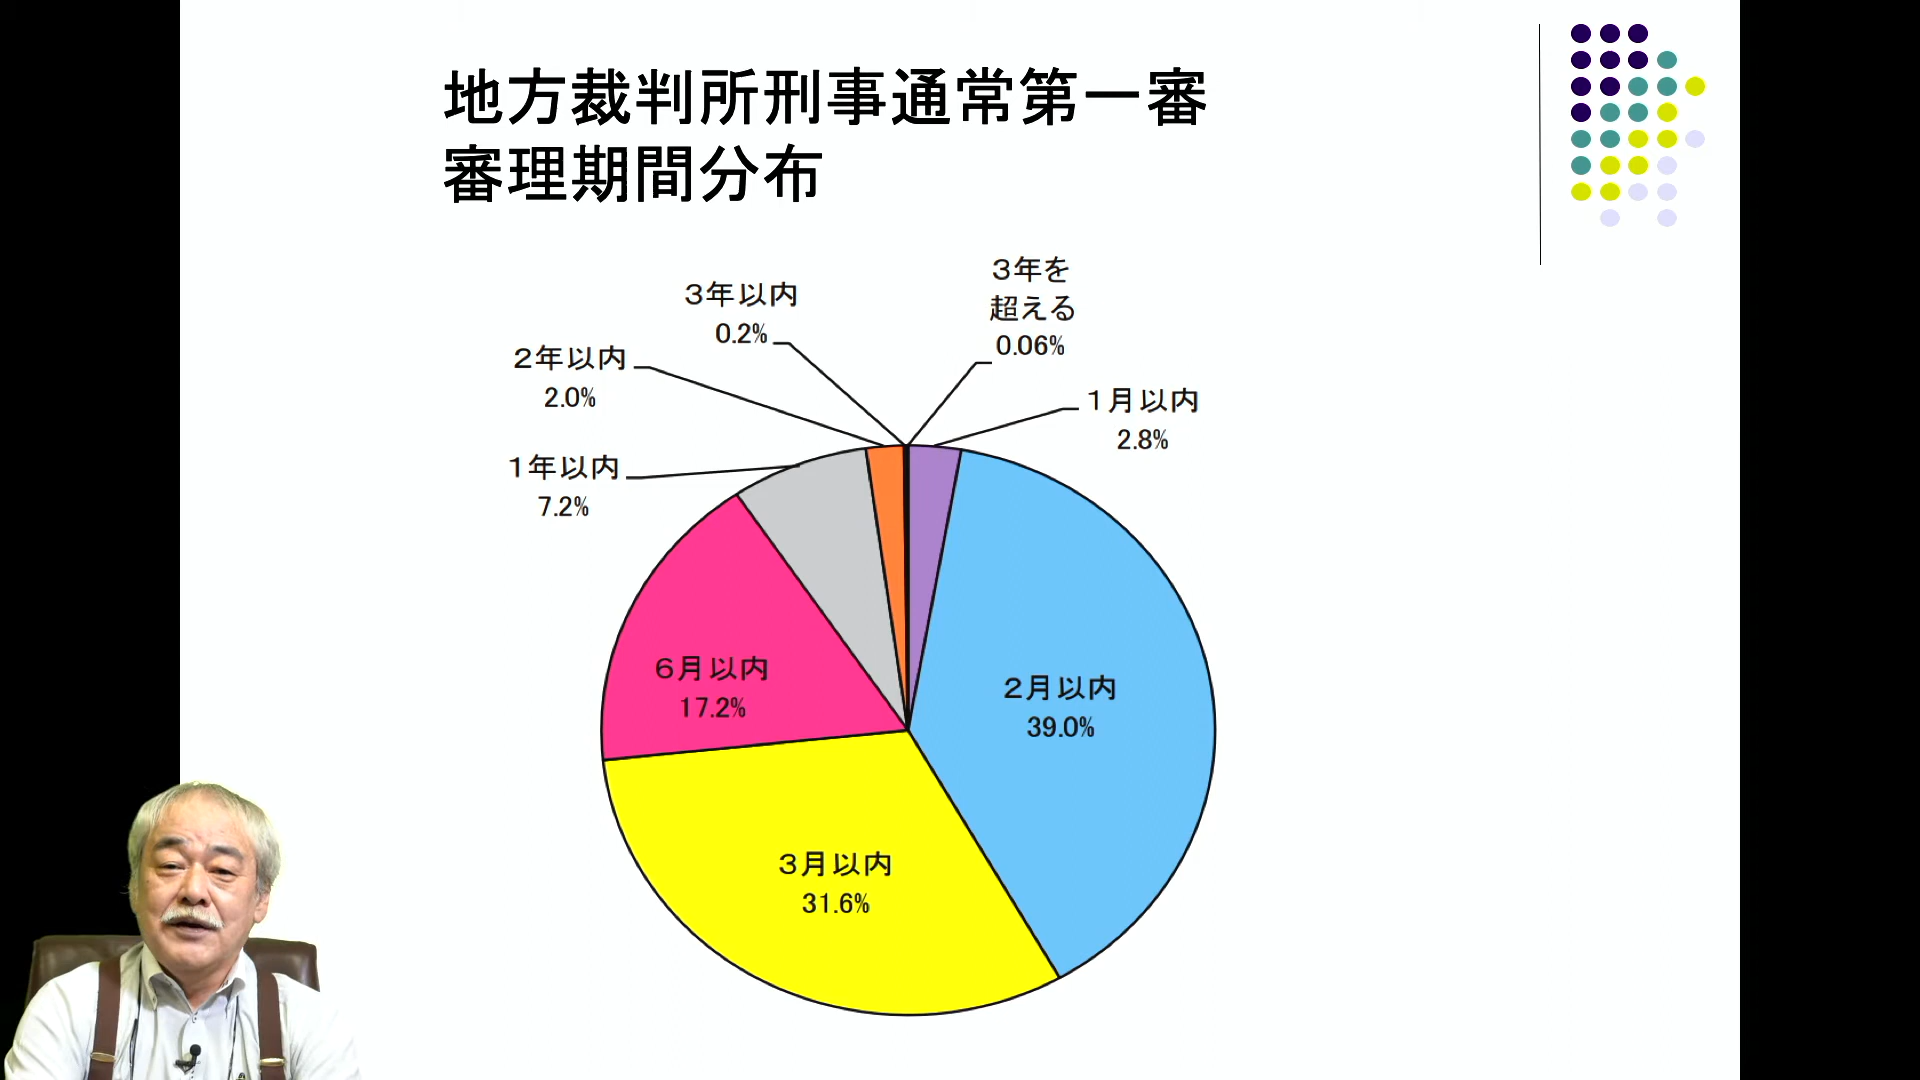 地方裁判所刑事通常第一審
審理期間分布
3年を
超える
0.06%
3年以内
0.2%
2年以内
2.0%
1月以内
2.8%
1年以内
7.2%
6月以内
17.2%
2月以内
39.0%
3月以内
31.6%